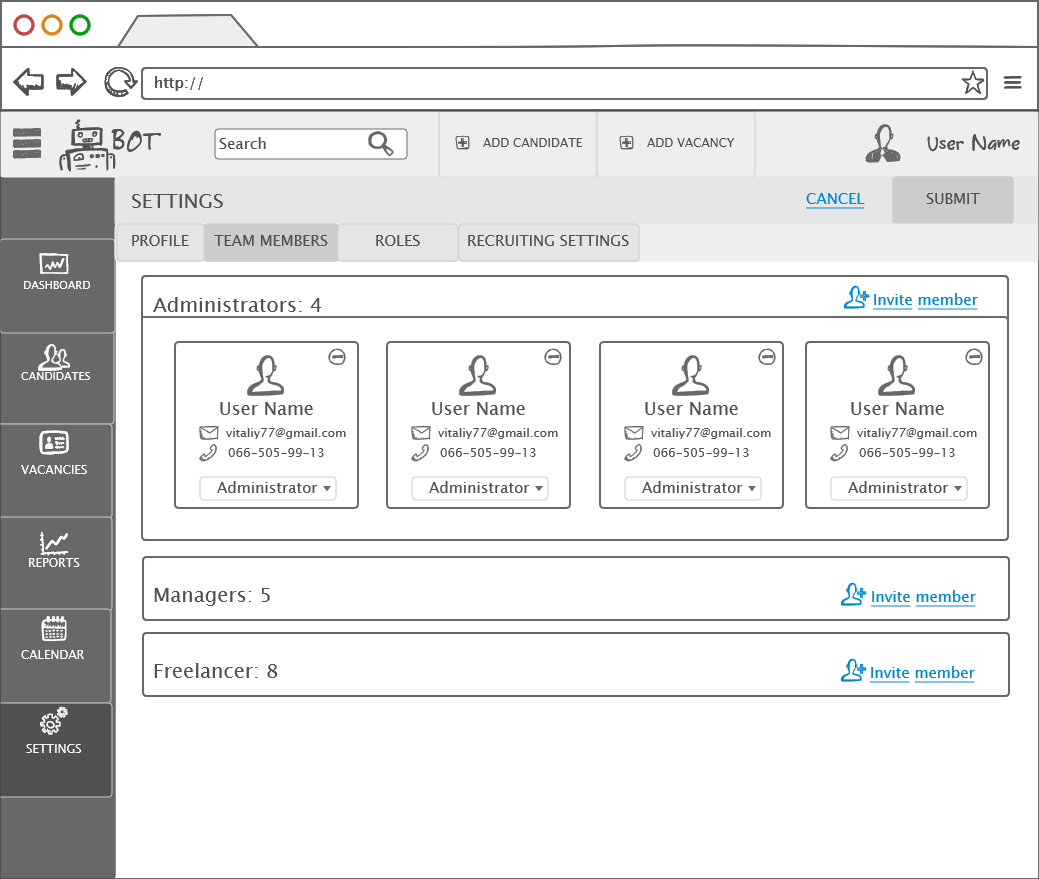 http://
BOT
Search
ADD CANDIDATE
ADD VACANCY
User Name
SETTINGS
CANCEL
SUBMIT
PROFILE
TEAM MEMBERS
ROLES
RECRUITING SETTINGS
DASHBOARD
CANDIDATES
VACANCIES
REPORTS
CALENDAR
SETTINGS
Administrators: 4
Invite member
User Name
vitaliy77@gmail.com
066-505-99-13
Administrator
User Name
vitaliy77@gmail.com
066-505-99-13
Administrator
User Name
vitaliy77@gmail.com
066-505-99-13
Administrator
User Name
vitaliy77@gmail.com
066-505-99-13
Administrator
Managers: 5
Invite member
Freelancer: 8
Invite member